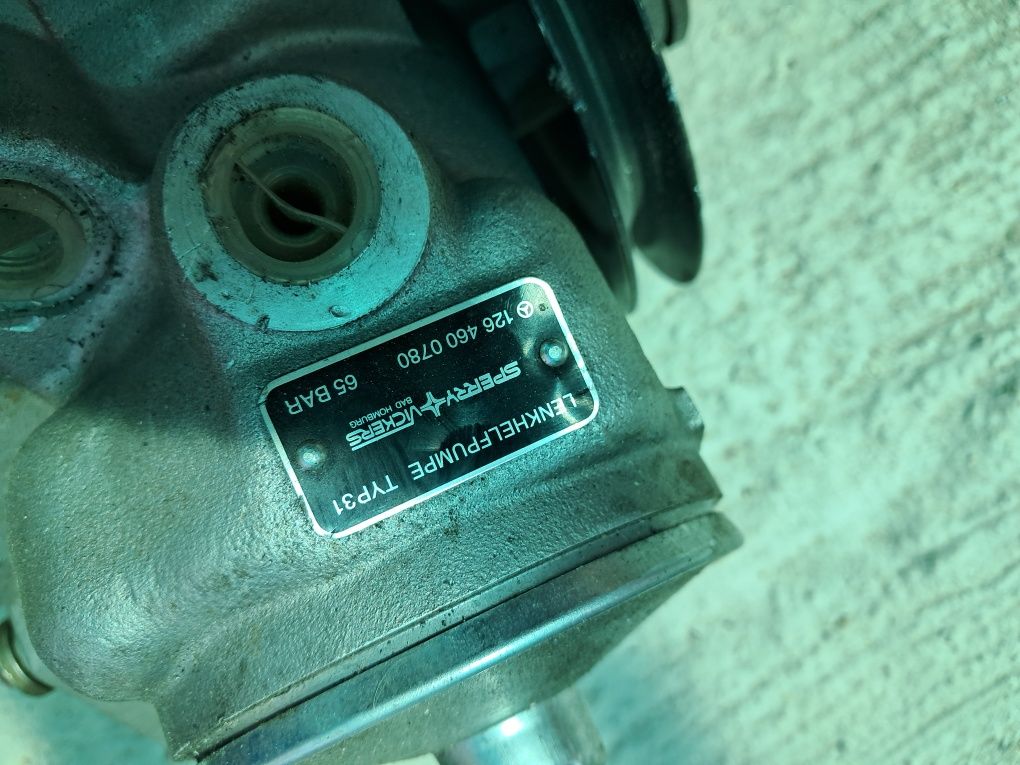 LENKHELFPUMPE TYP31
SPERRY VICKERS
BAD HOMBURG
126 460 0780 65 BAR